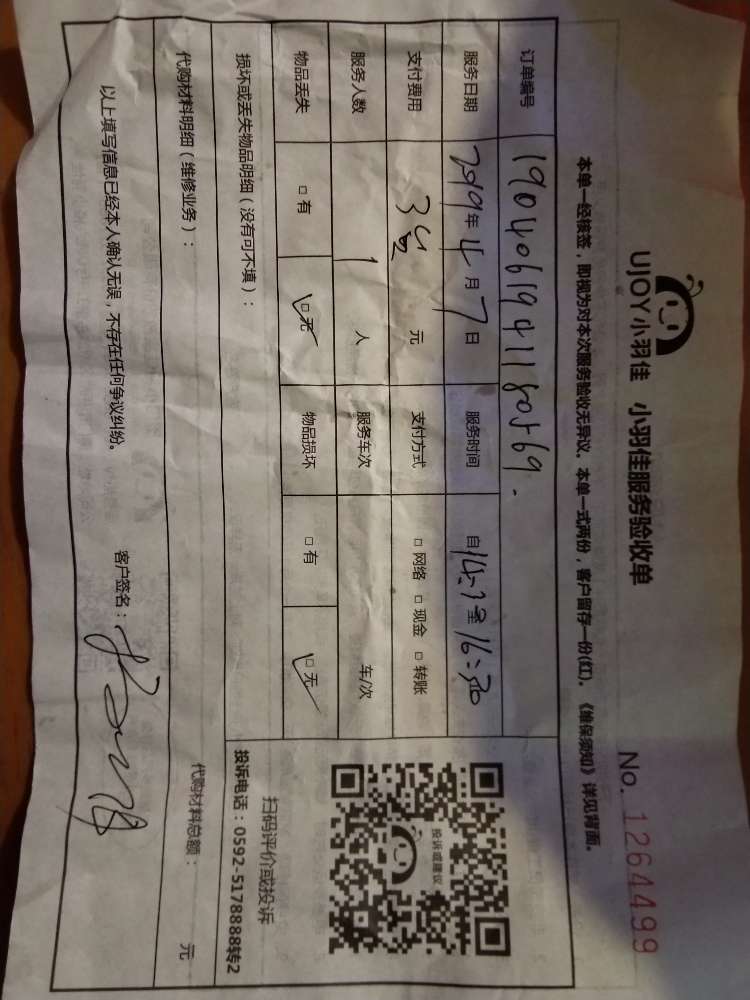 UJOY小羽佳 小羽佳服务验收单
No. 1264499
本单一经核签，即视为对本次服务验收无异议。本单一式两份，客户留存一份(红)。《维保须知》详见背面。
订单编号 19040619411180569.
服务日期 2019年4月7日 服务时间 自14:3至16:30
支付费用 元 支付方式 □ 网络 □ 现金 □ 转账
服务人数 1 人 服务车次 车/次
物品丢失 □ 有 ☑ 无 物品损坏 □ 有 ☑ 无
损坏或丢失物品明细（没有可不填）：
代购材料明细（维修业务）：
代购材料总额： 元
以上填写信息已经本人确认无误，不存在任何争议纠纷。
客户签名：
投诉或建议
扫码评价或投诉
投诉电话：0592-5178888转2